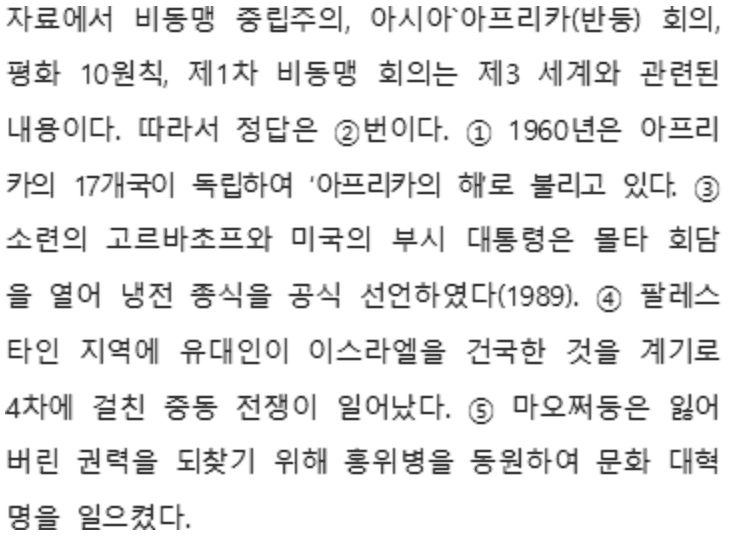 자료에서 비동맹 중립주의, 아시아`아프리카(반둥) 회의,
평화 10원칙, 제1차 비동맹 회의는 제3 세계와 관련된
내용이다. 따라서 정답은 ②번이다. ① 1960년은 아프리
카의 17개국이 독립하여 '아프리카의 해'로 불리고 있다. ③
소련의 고르바초프와 미국의 부시 대통령은 몰타 회담
을 열어 냉전 종식을 공식 선언하였다(1989). ④ 팔레스
타인 지역에 유대인이 이스라엘을 건국한 것을 계기로
4차에 걸친 중동 전쟁이 일어났다. ⑤ 마오쩌둥은 잃어
버린 권력을 되찾기 위해 홍위병을 동원하여 문화 대혁
명을 일으켰다.